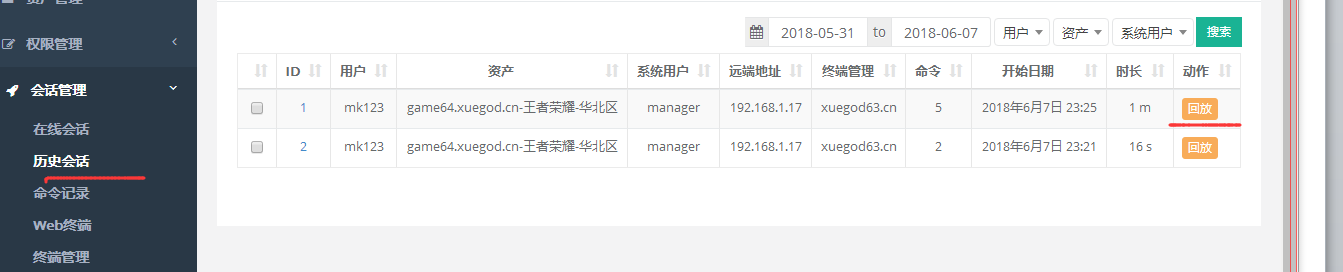 权限管理
会话管理
在线会话
历史会话
命令记录
Web终端
终端管理
2018-05-31 to 2018-06-07 用户 资产 系统用户 搜索
ID 用户 资产 系统用户 远端地址 终端管理 命令 开始日期 时长 动作
1 mk123 game64.xuegod.cn-王者荣耀-华北区 manager 192.168.1.17 xuegod63.cn 5 2018年6月7日 23:25 1 m 回放
2 mk123 game64.xuegod.cn-王者荣耀-华北区 manager 192.168.1.17 xuegod63.cn 2 2018年6月7日 23:21 16 s 回放